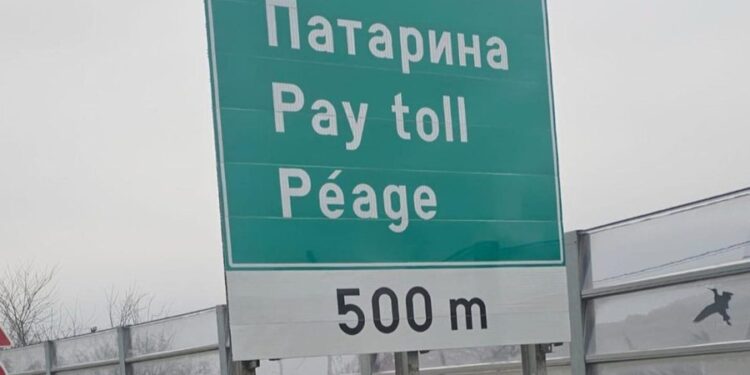 Патарина
Pay toll
Péage
500 m